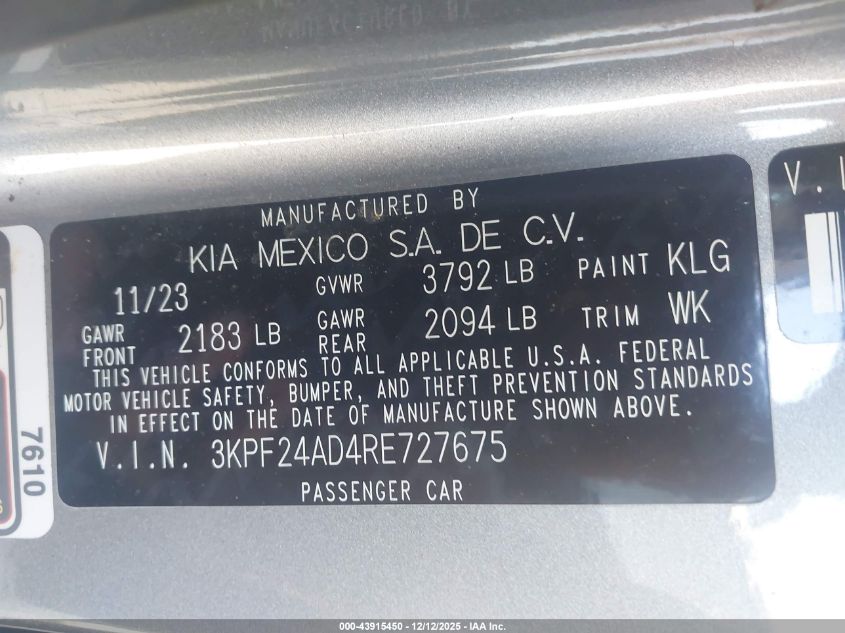 MANUFACTURED BY
KIA MEXICO S.A. DE C.V.
11/23 GVWR 3792 LB PAINT KLG
GAWR FRONT 2183 LB GAWR REAR 2094 LB TRIM WK
THIS VEHICLE CONFORMS TO ALL APPLICABLE U.S.A. FEDERAL
MOTOR VEHICLE SAFETY, BUMPER, AND THEFT PREVENTION STANDARDS
IN EFFECT ON THE DATE OF MANUFACTURE SHOWN ABOVE.
V.I.N. 3KPF24AD4RE727675
PASSENGER CAR
7610
V.I
000-43915450 - 12/12/2025 - IAA Inc.